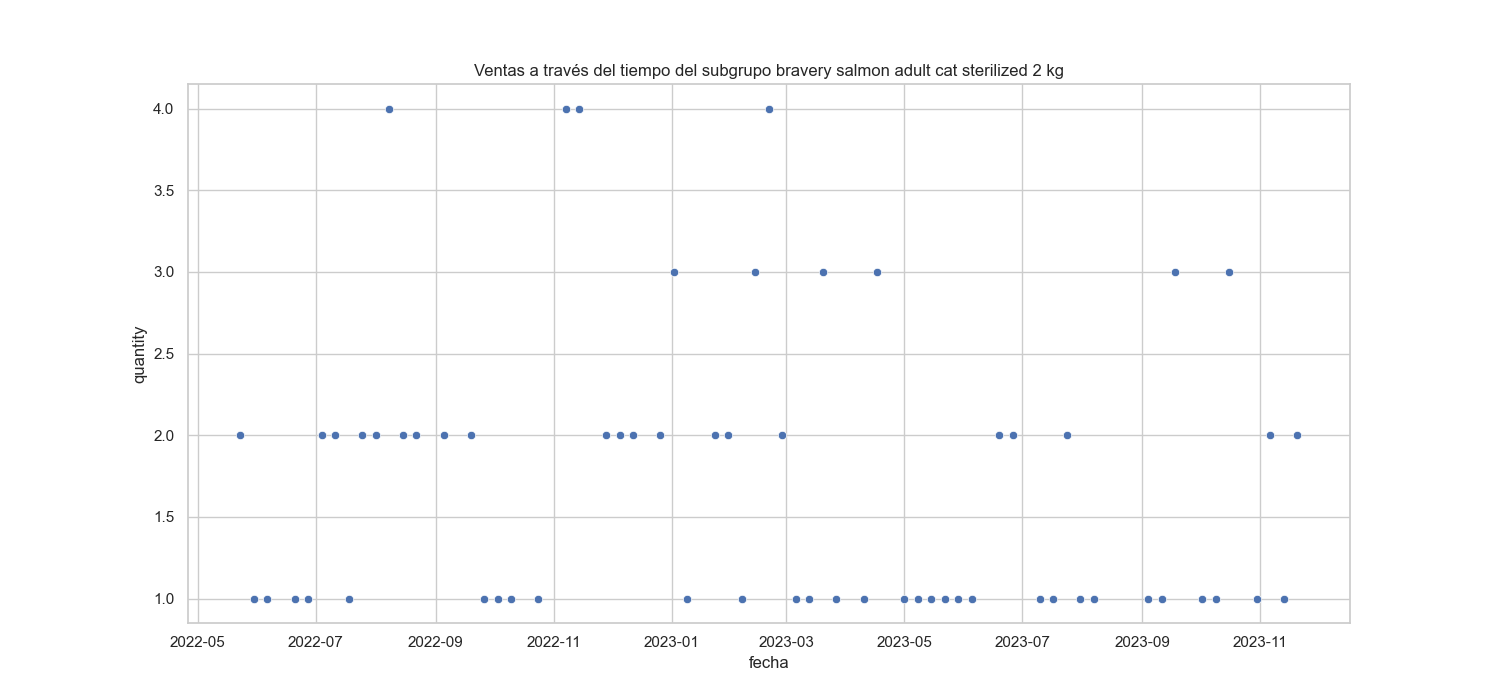 Ventas a través del tiempo del subgrupo bravery salmon adult cat sterilized 2 kg
4.0
3.5
3.0
2.5
2.0
1.5
1.0
quantity
2022-05 2022-07 2022-09 2022-11 2023-01 2023-03 2023-05 2023-07 2023-09 2023-11
fecha